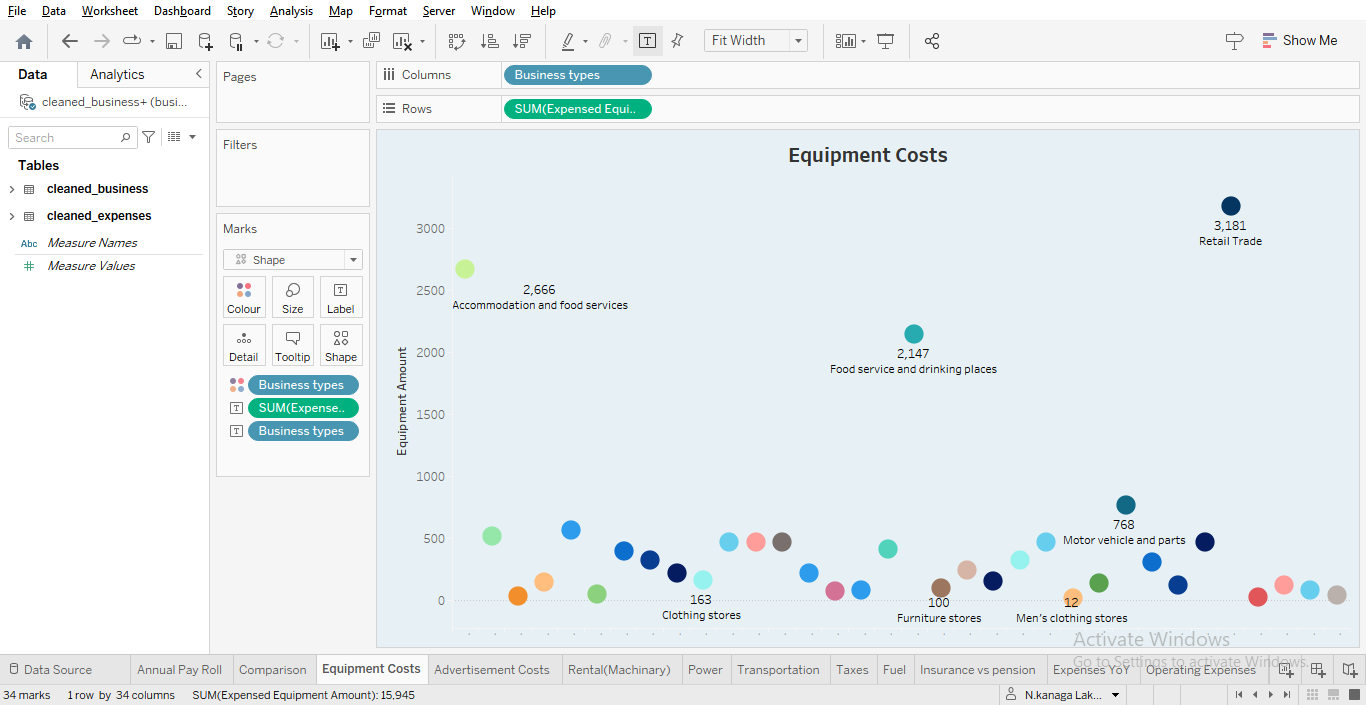 File Data Worksheet Dashboard Story Analysis Map Format Server Window Help
Fit Width
Show Me
Data Analytics
cleaned_business+ (busi...
Search
Tables
cleaned_business
cleaned_expenses
Abc Measure Names
# Measure Values
Pages
Filters
Marks
Shape
Colour Size Label
Detail Tooltip Shape
Business types
SUM(Expense..
Business types
Columns Business types
Rows SUM(Expensed Equi..
Equipment Costs
Equipment Amount
3000
2500
2000
1500
1000
500
0
3,181
Retail Trade
2,666
Accommodation and food services
2,147
Food service and drinking places
768
Motor vehicle and parts
163
Clothing stores
100
Furniture stores
12
Men's clothing stores
Activate Windows
Go to Settings to activate Windows.
Data Source Annual Pay Roll Comparison Equipment Costs Advertisement Costs Rental(Machinary) Power Transportation Taxes Fuel Insurance vs pension Expenses YoY Operating Expenses
34 marks 1 row by 34 columns SUM(Expensed Equipment Amount): 15,945
N.kanaga Lak...